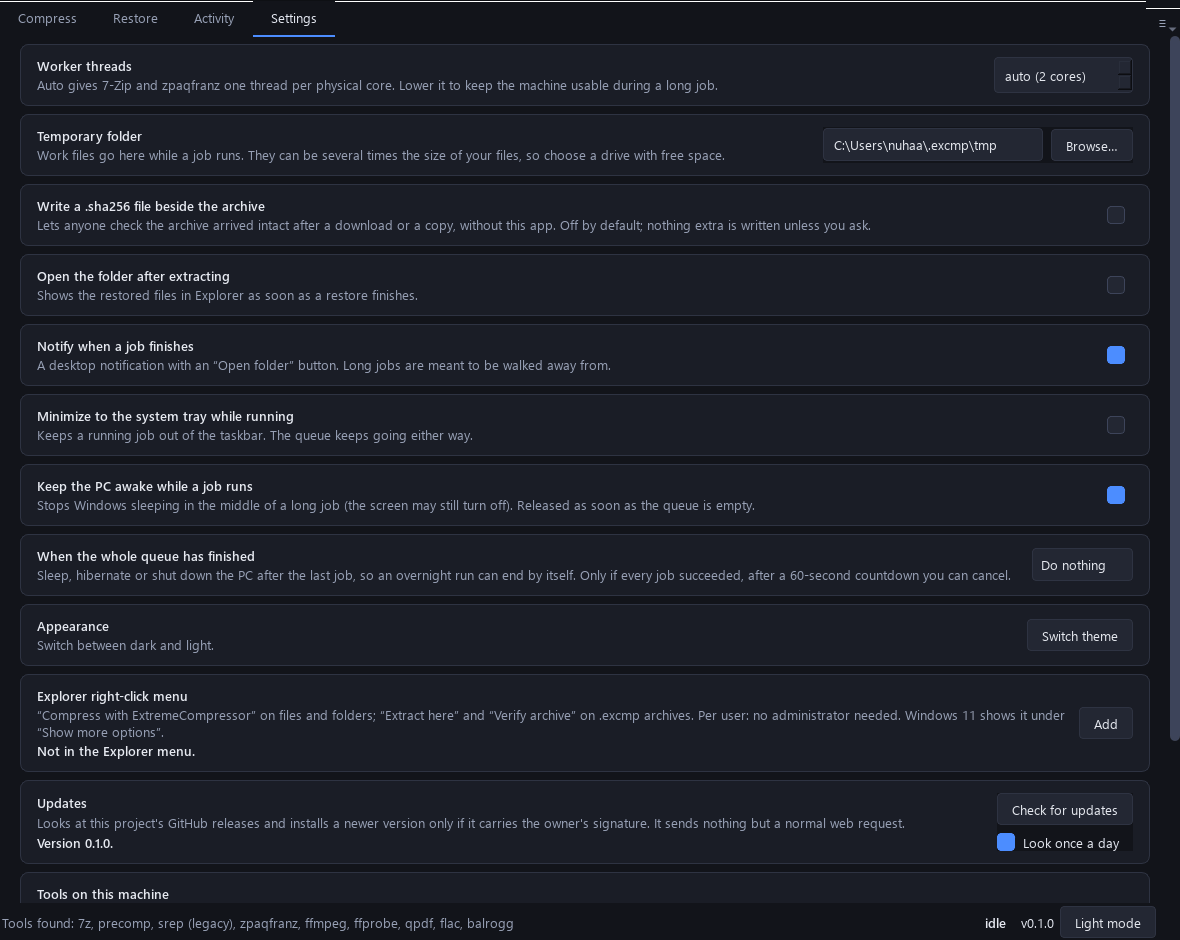 Compress Restore Activity Settings
Worker threads
Auto gives 7-Zip and zpaqfranz one thread per physical core. Lower it to keep the machine usable during a long job.
auto (2 cores)
Temporary folder
Work files go here while a job runs. They can be several times the size of your files, so choose a drive with free space.
C:\Users\nuhaa\.excmp\tmp
Browse...
Write a .sha256 file beside the archive
Lets anyone check the archive arrived intact after a download or a copy, without this app. Off by default; nothing extra is written unless you ask.
Open the folder after extracting
Shows the restored files in Explorer as soon as a restore finishes.
Notify when a job finishes
A desktop notification with an “Open folder” button. Long jobs are meant to be walked away from.
Minimize to the system tray while running
Keeps a running job out of the taskbar. The queue keeps going either way.
Keep the PC awake while a job runs
Stops Windows sleeping in the middle of a long job (the screen may still turn off). Released as soon as the queue is empty.
When the whole queue has finished
Sleep, hibernate or shut down the PC after the last job, so an overnight run can end by itself. Only if every job succeeded, after a 60-second countdown you can cancel.
Do nothing
Appearance
Switch between dark and light.
Switch theme
Explorer right-click menu
“Compress with ExtremeCompressor” on files and folders; “Extract here” and “Verify archive” on .excmp archives. Per user: no administrator needed. Windows 11 shows it under
“Show more options”.
Not in the Explorer menu.
Add
Updates
Looks at this project's GitHub releases and installs a newer version only if it carries the owner's signature. It sends nothing but a normal web request.
Version 0.1.0.
Check for updates
Look once a day
Tools on this machine
Tools found: 7z, precomp, srep (legacy), zpaqfranz, ffmpeg, ffprobe, qpdf, flac, balrogg
idle v0.1.0 Light mode